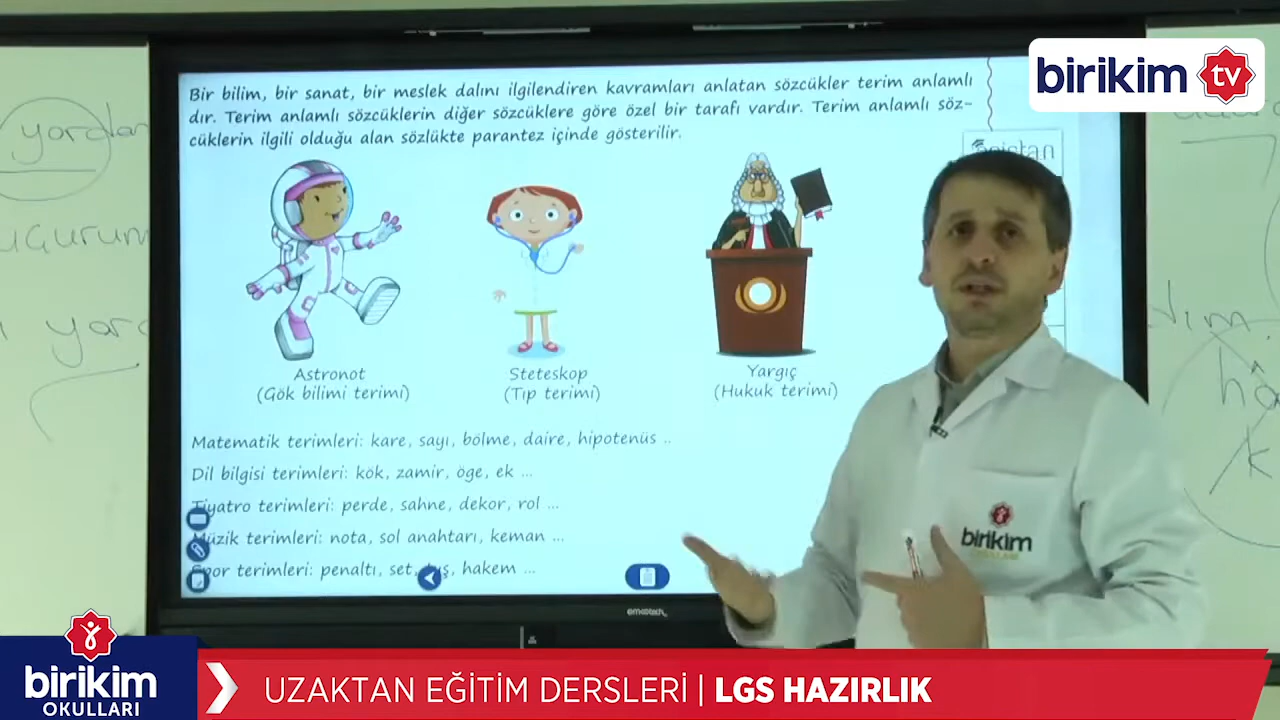 birikim tv
Bir bilim, bir sanat, bir meslek dalını ilgilendiren kavramları anlatan sözcükler terim anlamlı
dır. Terim anlamlı sözcüklerin diğer sözcüklere göre özel bir tarafı vardır. Terim anlamlı söz-
cüklerin ilgili olduğu alan sözlükte parantez içinde gösterilir.
Astronot
(Gök bilimi terimi)
Steteskop
(Tıp terimi)
Yargıç
(Hukuk terimi)
Matematik terimleri: kare, sayı, bölme, daire, hipotenüs ..
Dil bilgisi terimleri: kök, zamir, öge, ek ...
Tiyatro terimleri: perde, sahne, dekor, rol ...
Müzik terimleri: nota, sol anahtarı, keman ...
Spor terimleri: penaltı, set, hakem ...
birikim
OKULLARI
birikim
OKULLARI
UZAKTAN EĞİTİM DERSLERİ | LGS HAZIRLIK